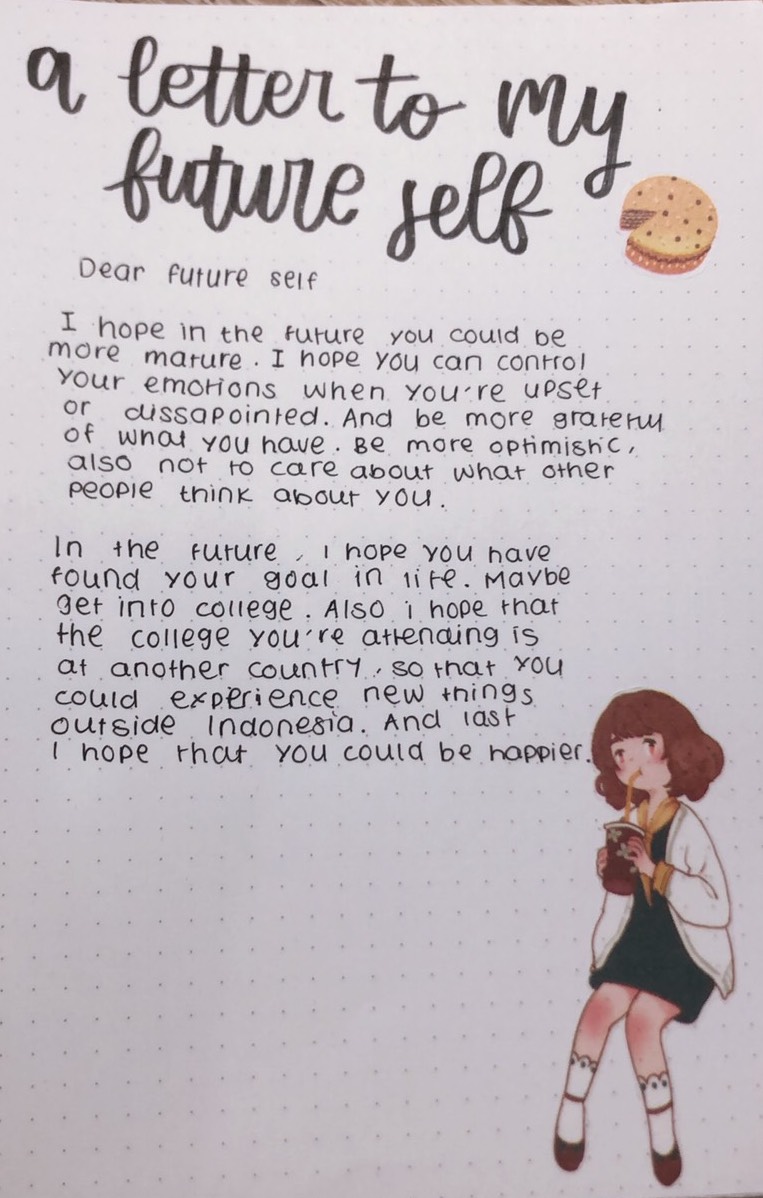 a letter to my
future self
Dear future self
I hope in the future you could be
more mature. I hope you can control
your emotions when you're upset
or dissapointed. And be more grateful
of what you have. Be more optimistic,
also not to care about what other
people think about you.
In the future, I hope you have
found your goal in life. Maybe
get into college. Also i hope that
the college you're attending is
at another country, so that you
could experience new things
outside Indonesia. And last
I hope that you could be happier.